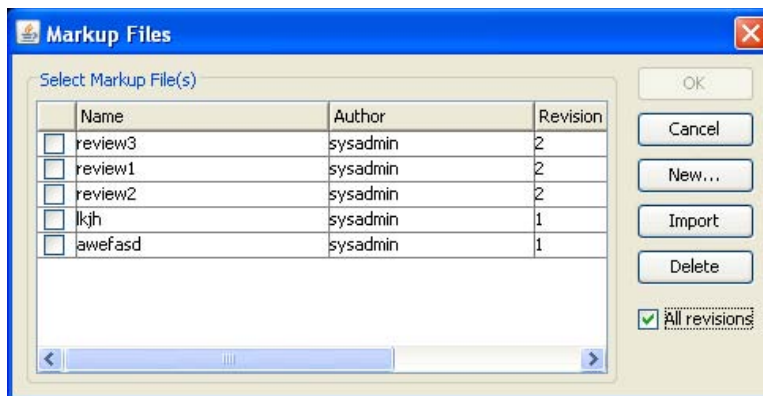 Markup Files
Select Markup File(s)
Name Author Revision
review3 sysadmin 2
review1 sysadmin 2
review2 sysadmin 2
lkjh sysadmin 1
awefasd sysadmin 1
OK
Cancel
New...
Import
Delete
All revisions